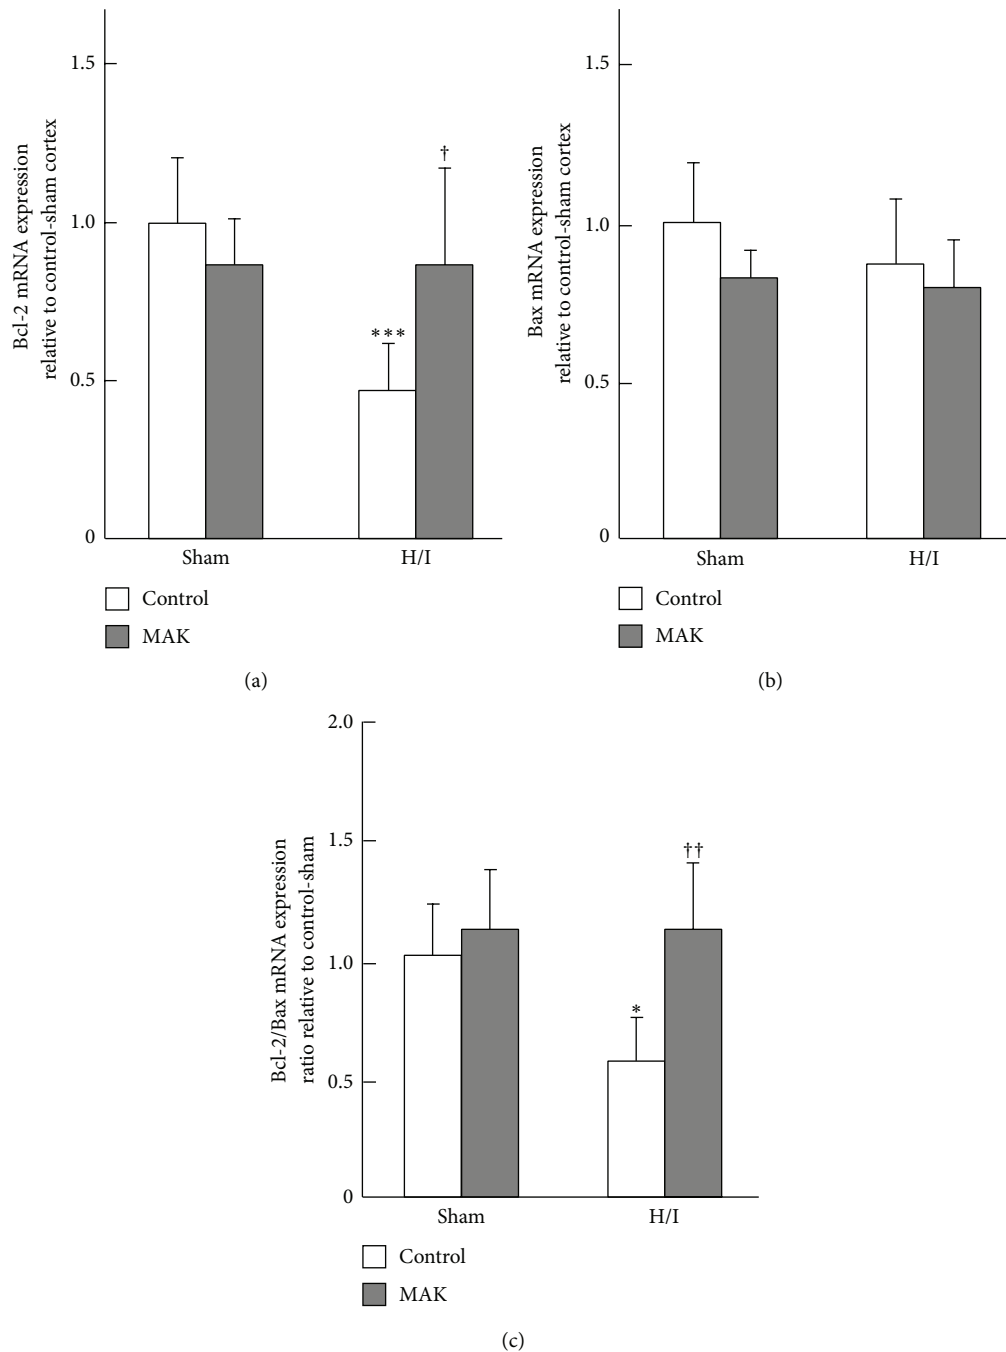 Bcl-2 mRNA expression
relative to control-sham cortex
1.5
1.0
0.5
0
†
***
Sham H/I
Control
MAK
(a)
Bax mRNA expression
relative to control-sham cortex
1.5
1.0
0.5
0
Sham H/I
Control
MAK
(b)
Bcl-2/Bax mRNA expression
ratio relative to control-sham
2.0
1.5
1.0
0.5
0
††
*
Sham H/I
Control
MAK
(c)